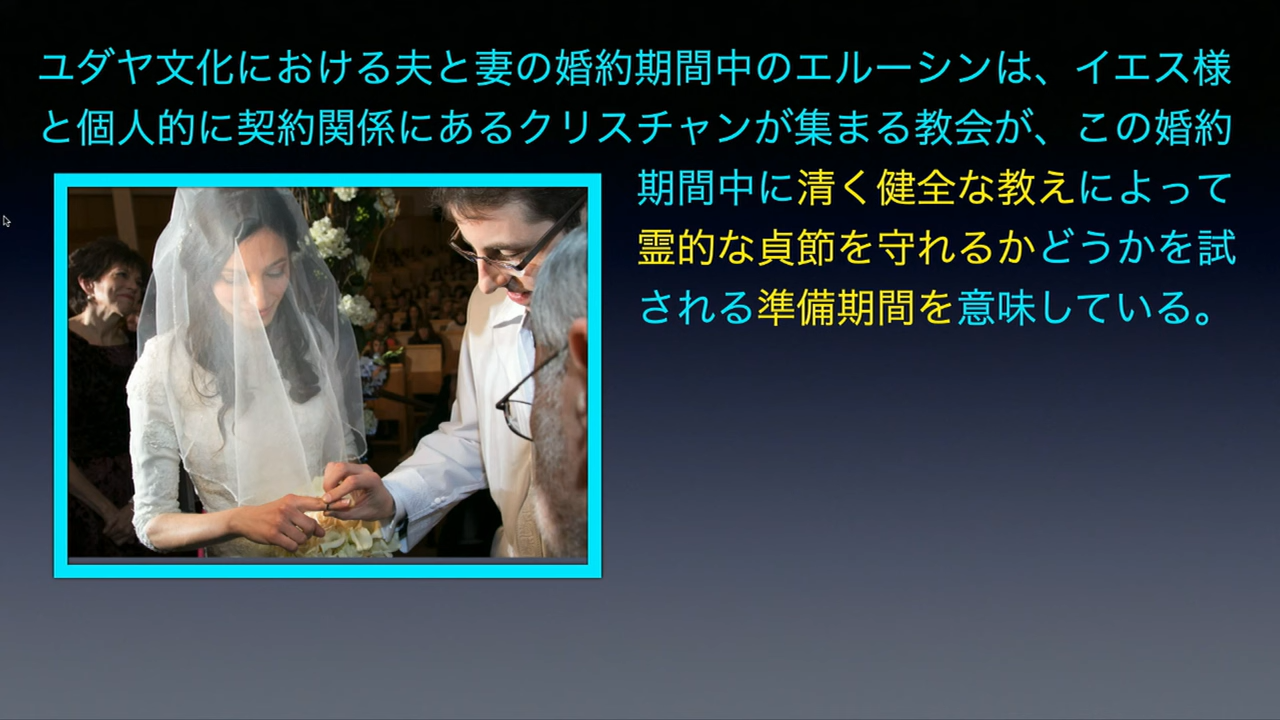 ユダヤ文化における夫と妻の婚約期間中のエルーシンは、イエス様
と個人的に契約関係にあるクリスチャンが集まる教会が、この婚約
期間中に清く健全な教えによって
霊的な貞節を守れるかどうかを試
される準備期間を意味している。